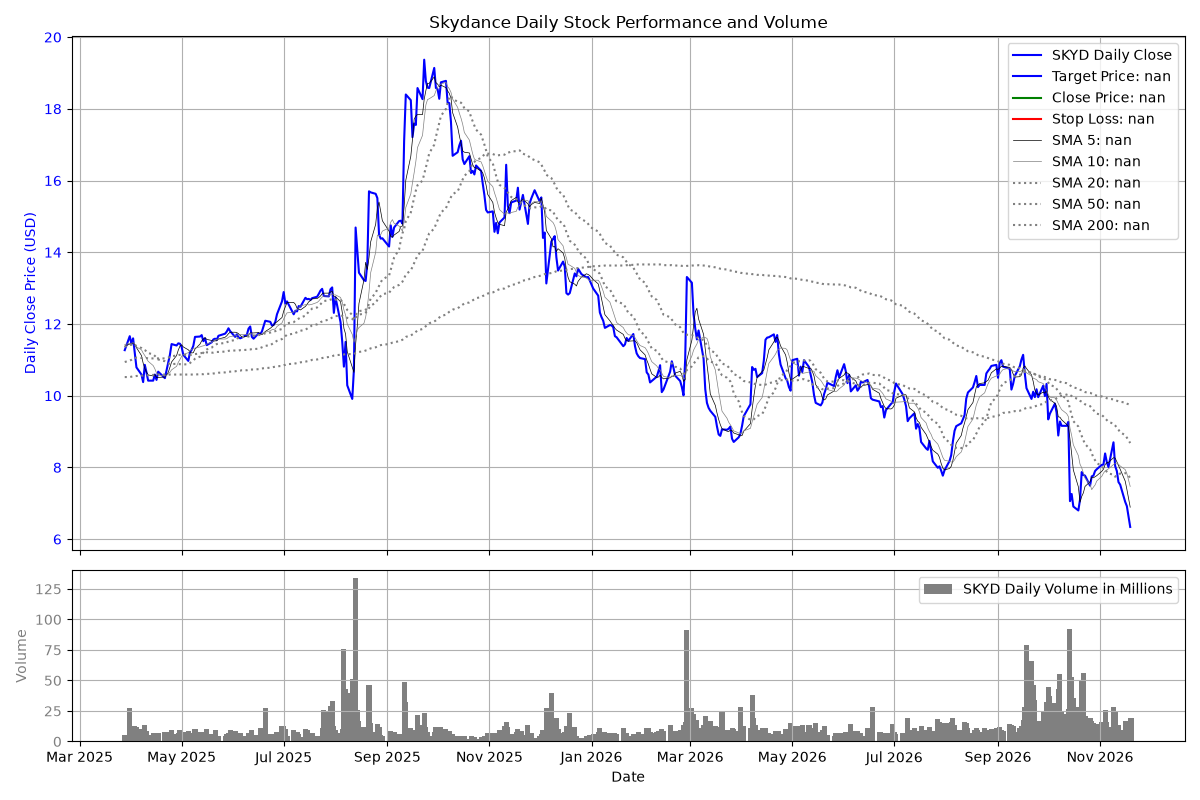 Skydance Daily Stock Performance and Volume
20
18
16
14
12
10
8
6
Daily Close Price (USD)
SKYD Daily Close
Target Price: nan
Close Price: nan
Stop Loss: nan
SMA 5: nan
SMA 10: nan
SMA 20: nan
SMA 50: nan
SMA 200: nan
125
100
75
50
25
0
Volume
SKYD Daily Volume in Millions
Mar 2025 May 2025 Jul 2025 Sep 2025 Nov 2025 Jan 2026 Mar 2026 May 2026 Jul 2026 Sep 2026 Nov 2026
Date